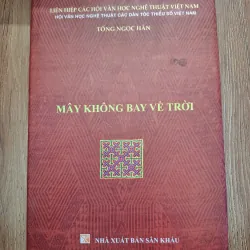 LIÊN HIỆP CÁC HỘI VĂN HỌC NGHỆ THUẬT VIỆT NAM
HỘI VĂN HỌC NGHỆ THUẬT CÁC DÂN TỘC THIỂU SỐ VIỆT NAM
TỐNG NGỌC HÂN
MÂY KHÔNG BAY VỀ TRỜI
NHÀ XUẤT BẢN SÂN KHẤU